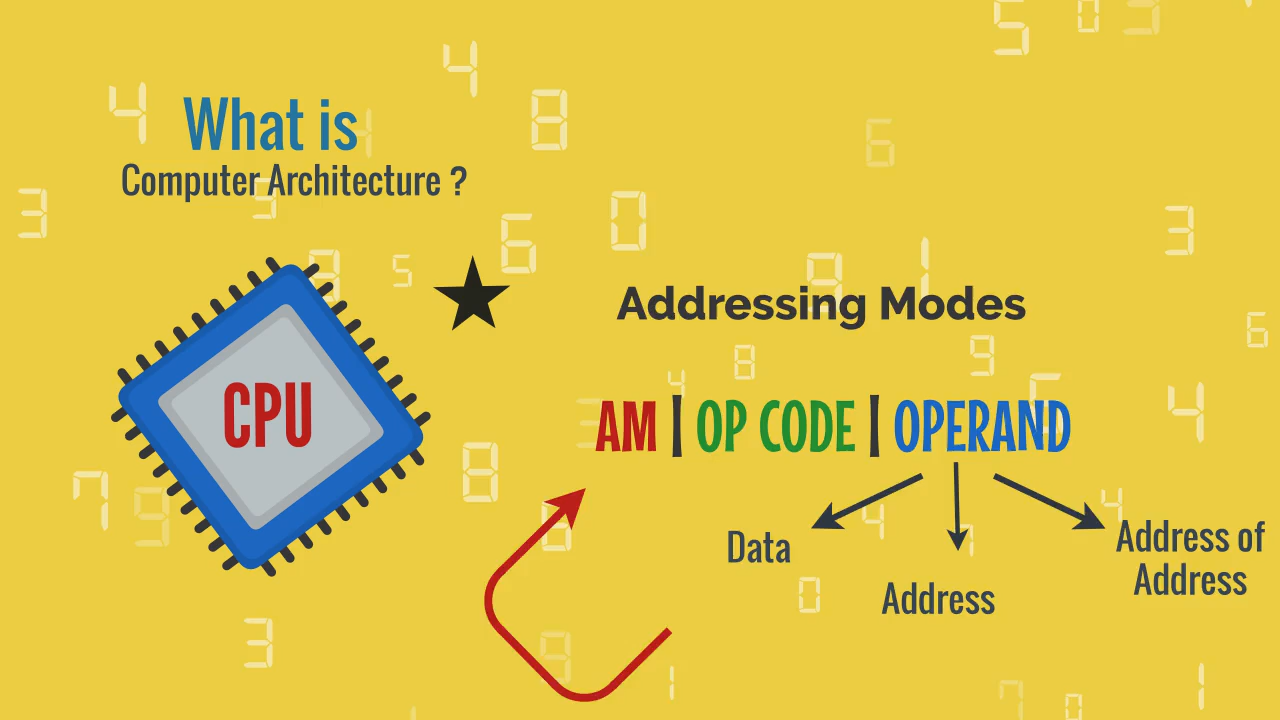 What is
Computer Architecture ?
CPU
Addressing Modes
AM | OP CODE | OPERAND
Data
Address
Address of
Address